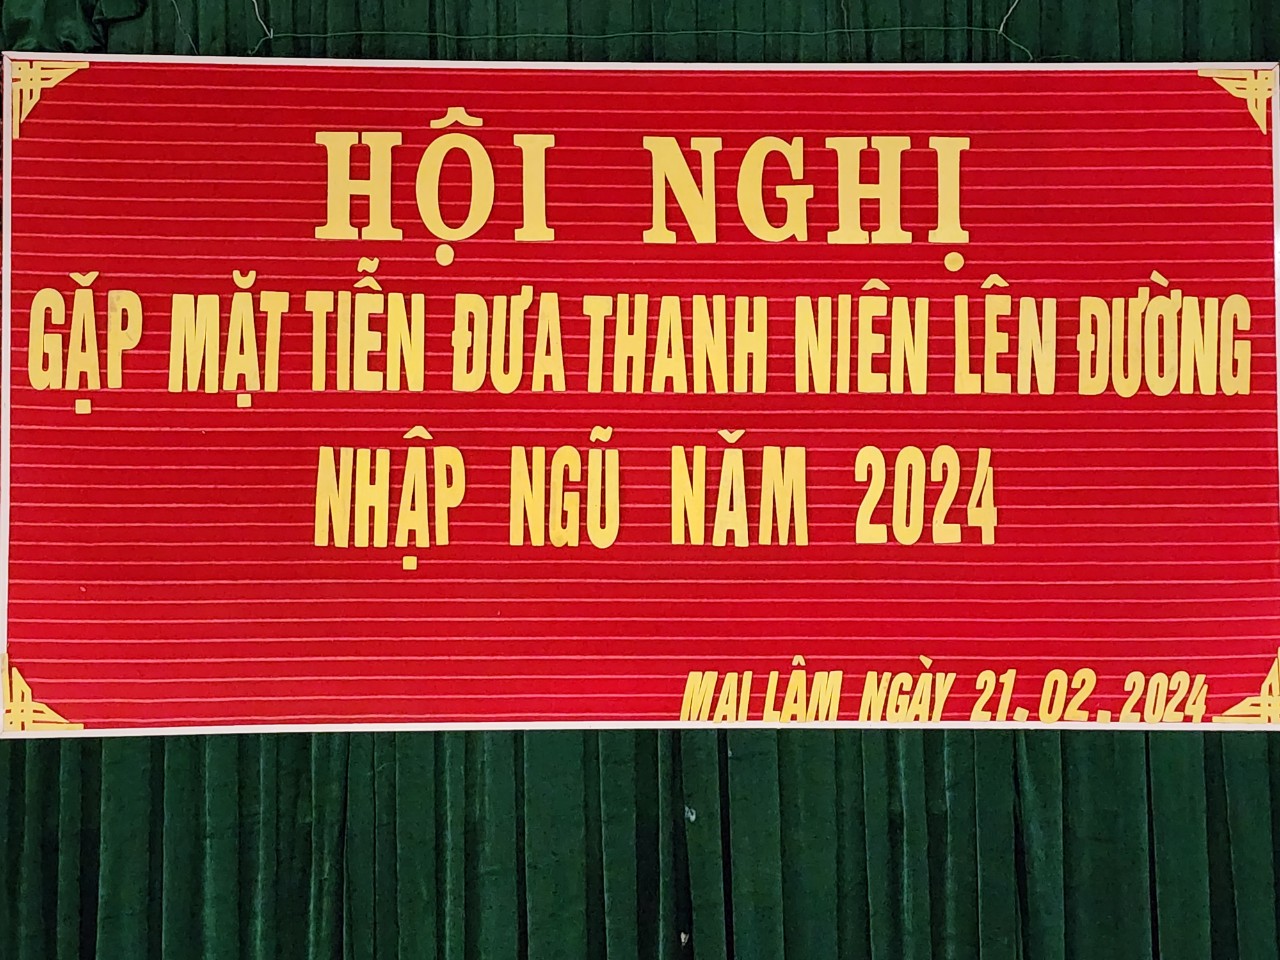 HỘI NGHỊ
GẶP MẶT TIỄN ĐƯA THANH NIÊN LÊN ĐƯỜNG
NHẬP NGŨ NĂM 2024
MAI LÂM NGÀY 21.02.2024